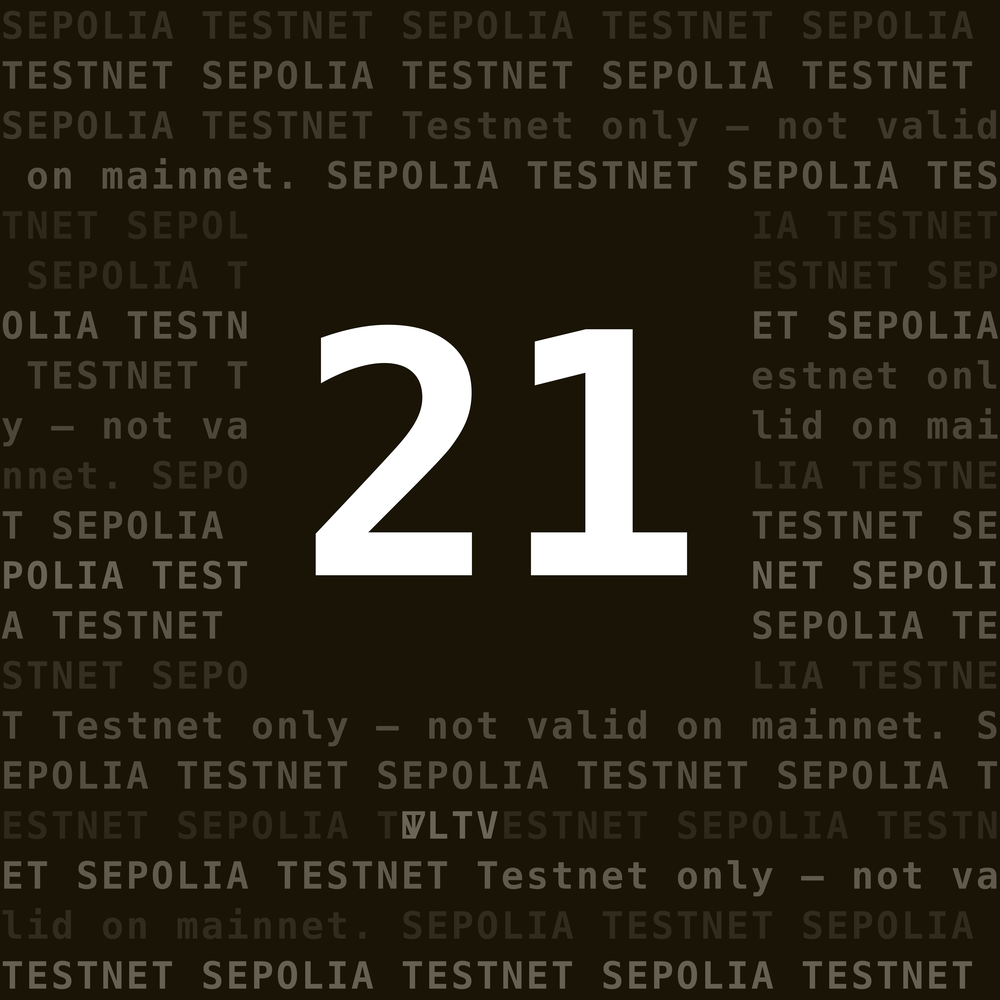 SEPOLIA TESTNET SEPOLIA TESTNET SEPOLIA
TESTNET SEPOLIA TESTNET SEPOLIA TESTNET
SEPOLIA TESTNET Testnet only — not valid
on mainnet. SEPOLIA TESTNET SEPOLIA TES
TNET SEPOL IA TESTNET
SEPOLIA T ESTNET SEP
OLIA TESTN ET SEPOLIA
TESTNET T estnet onl
y — not va lid on mai
nnet. SEPO LIA TESTNE
21
T SEPOLIA TESTNET SE
POLIA TEST NET SEPOLI
A TESTNET SEPOLIA TE
STNET SEPO LIA TESTNE
T Testnet only — not valid on mainnet. S
EPOLIA TESTNET SEPOLIA TESTNET SEPOLIA T
ESTNET SEPOLIA T VLTV ESTNET SEPOLIA TESTN
ET SEPOLIA TESTNET Testnet only — not va
lid on mainnet. SEPOLIA TESTNET SEPOLIA
TESTNET SEPOLIA TESTNET SEPOLIA TESTNET